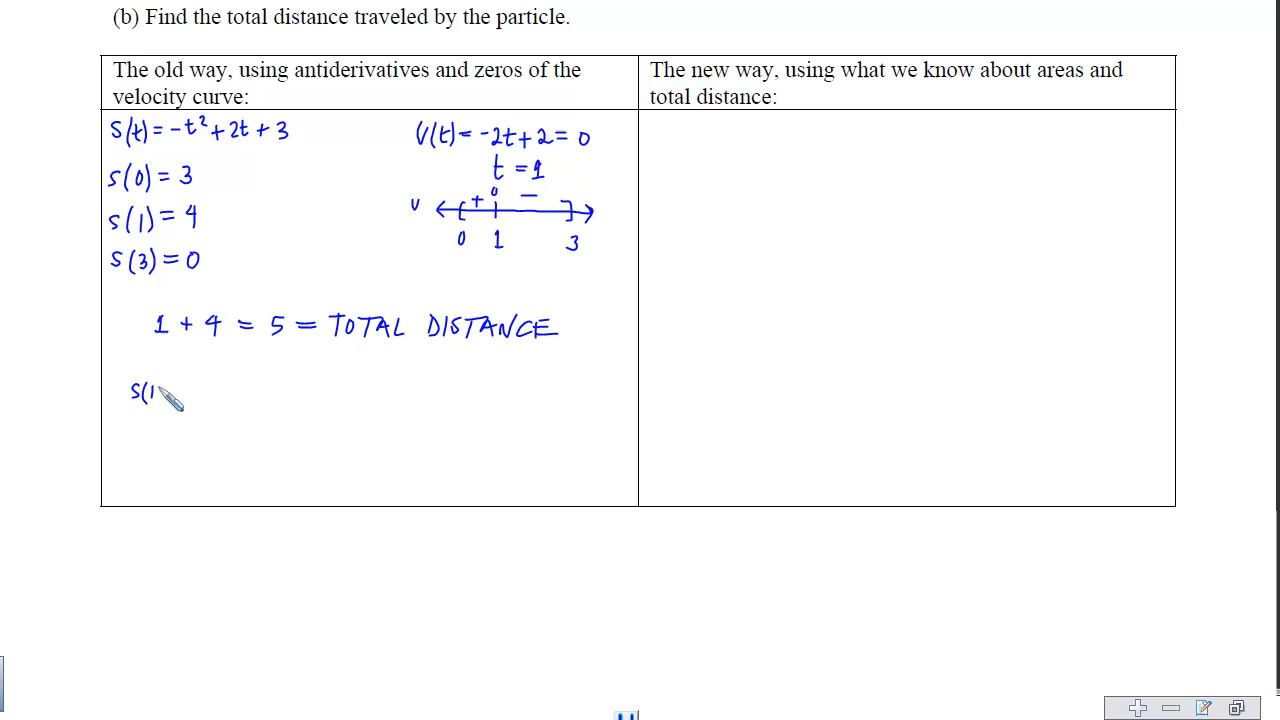 (b) Find the total distance traveled by the particle.
The old way, using antiderivatives and zeros of the
velocity curve:
S(t) = -t² + 2t + 3
S(0) = 3
S(1) = 4
S(3) = 0
V(t) = -2t + 2 = 0
t = 1
+ 0 −
v
0 1 3
1 + 4 = 5 = TOTAL DISTANCE
S(1
The new way, using what we know about areas and
total distance: